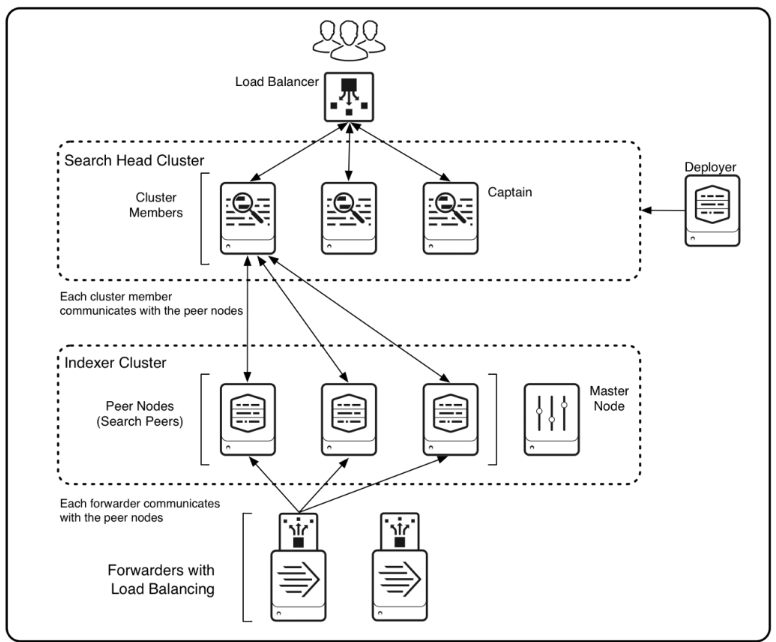 Load Balancer
Search Head Cluster
Deployer
Cluster
Members
Captain
Each cluster member
communicates with the peer nodes
Indexer Cluster
Peer Nodes
(Search Peers)
Master
Node
Each forwarder communicates
with the peer nodes
Forwarders with
Load Balancing